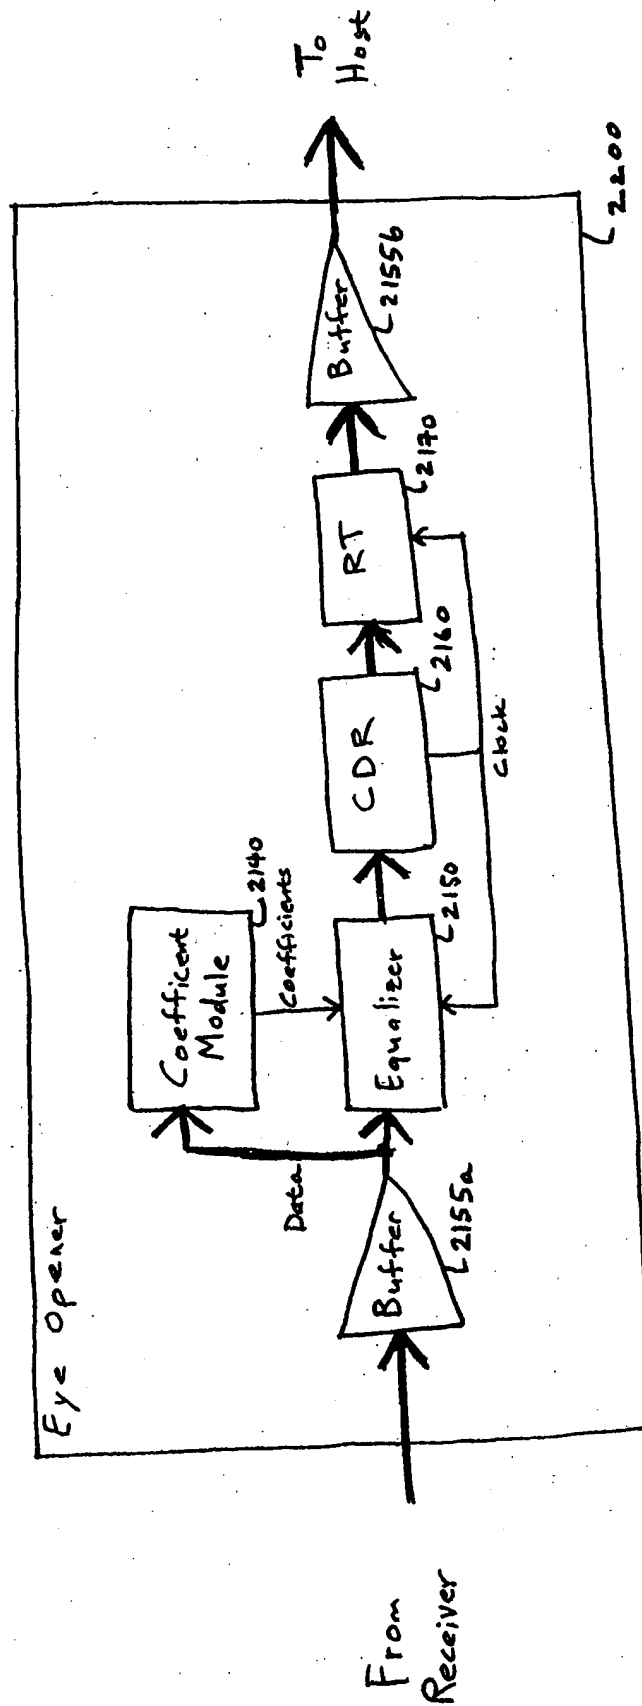 Eye Opener
From
Receiver
Buffer
2155a
Data
Coefficent
Module
2140
Coefficients
Equalizer
2150
CDR
2160
Clock
RT
2170
Buffer
2155b
To
Host
2200